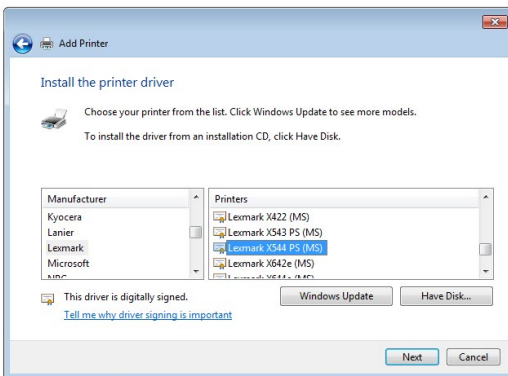 Add Printer
Install the printer driver
Choose your printer from the list. Click Windows Update to see more models.
To install the driver from an installation CD, click Have Disk.
Manufacturer
Kyocera
Lanier
Lexmark
Microsoft
Printers
Lexmark X422 (MS)
Lexmark X543 PS (MS)
Lexmark X544 PS (MS)
Lexmark X642e (MS)
This driver is digitally signed.
Tell me why driver signing is important
Windows Update
Have Disk...
Next
Cancel